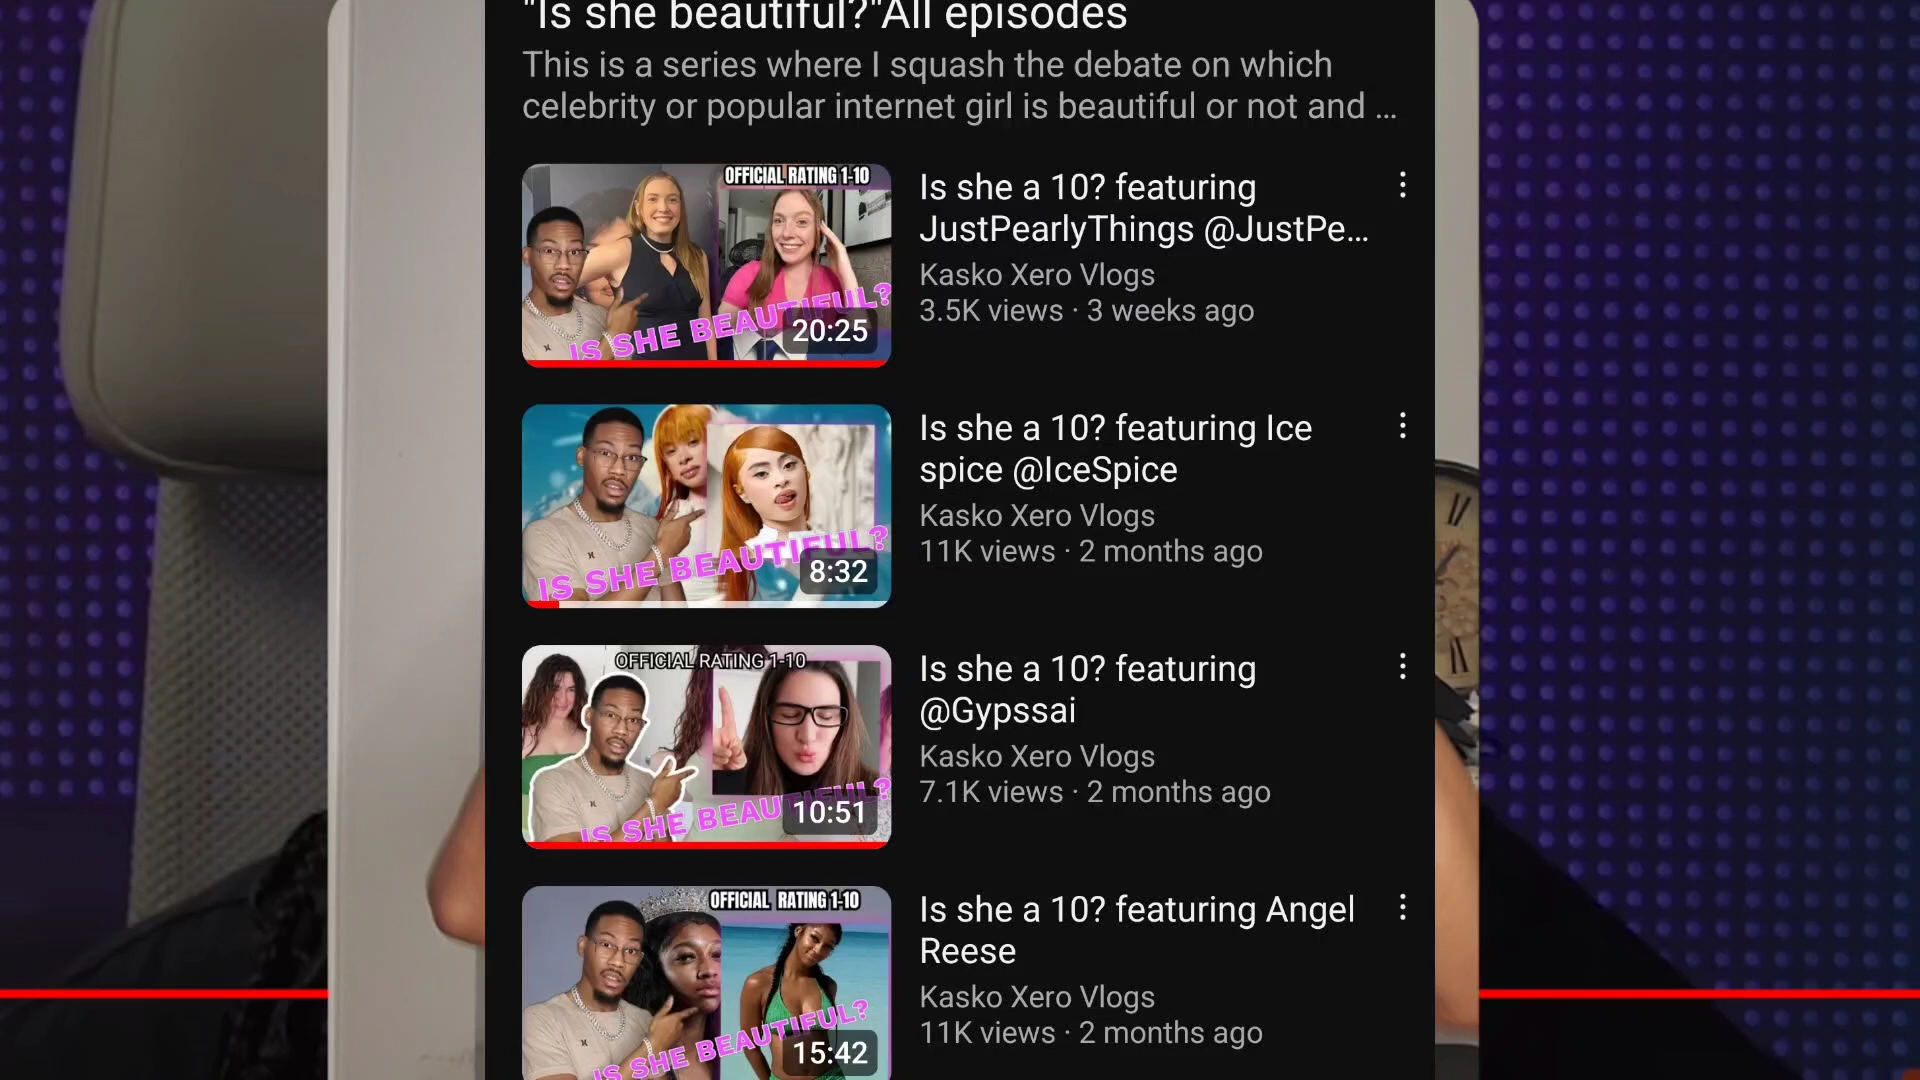 "Is she beautiful?"All episodes
This is a series where I squash the debate on which
celebrity or popular internet girl is beautiful or not and ...
OFFICIAL RATING 1-10
IS SHE BEAUTIFUL?
20:25
Is she a 10? featuring
JustPearlyThings @JustPe...
Kasko Xero Vlogs
3.5K views · 3 weeks ago
IS SHE BEAUTIFUL?
8:32
Is she a 10? featuring Ice
spice @IceSpice
Kasko Xero Vlogs
11K views · 2 months ago
OFFICIAL RATING 1-10
IS SHE BEAUTIFUL?
10:51
Is she a 10? featuring
@Gypssai
Kasko Xero Vlogs
7.1K views · 2 months ago
OFFICIAL RATING 1-10
IS SHE BEAUTIFUL?
15:42
Is she a 10? featuring Angel
Reese
Kasko Xero Vlogs
11K views · 2 months ago